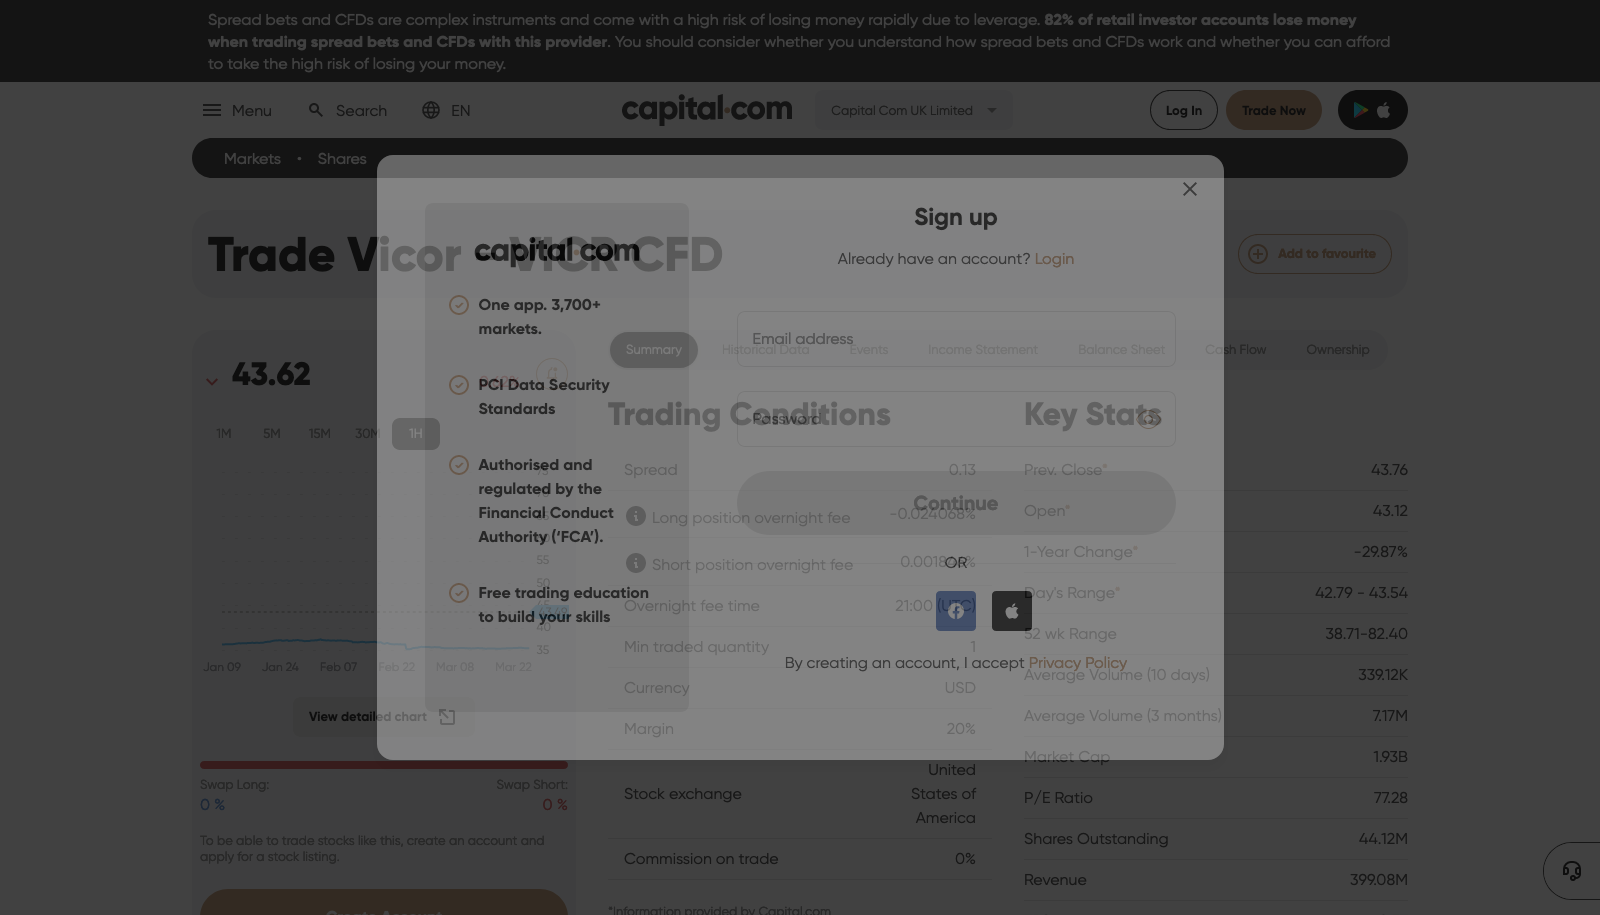 Spread bets and CFDs are complex instruments and come with a high risk of losing money rapidly due to leverage. 82% of retail investor accounts lose money
when trading spread bets and CFDs with this provider. You should consider whether you understand how spread bets and CFDs work and whether you can afford
to take the high risk of losing your money.
Menu
Search
EN
capital.com
Capital Com UK Limited
Log In
Trade Now
Markets • Shares
Trade Vicor - VICR CFD
Add to favourite
43.62
1M 5M 15M 30M 1H
55
50
40
35
Jan 09 Jan 24 Feb 07 Feb 22 Mar 08 Mar 22
View detailed chart
Swap Long: Swap Short:
0 % 0 %
To be able to trade stocks like this, create an account and
apply for a stock listing.
Create Account
Summary Historical Data Events Income Statement Balance Sheet Cash Flow Ownership
Trading Conditions
Spread 0.13
Long position overnight fee -0.024068%
Short position overnight fee
Overnight fee time 21:00 (UTC)
Min traded quantity 1
Currency USD
Margin 20%
Stock exchange United
States of
America
Commission on trade 0%
*Information provided by Capital.com
Key Stats
Prev. Close* 43.76
Open* 43.12
1-Year Change* -29.87%
Day's Range* 42.79 - 43.54
52 wk Range 38.71-82.40
Average Volume (10 days) 339.12K
Average Volume (3 months) 7.17M
Market Cap 1.93B
P/E Ratio 77.28
Shares Outstanding 44.12M
Revenue 399.08M
capital.com
One app. 3,700+
markets.
PCI Data Security
Standards
Authorised and
regulated by the
Financial Conduct
Authority (‘FCA’).
Free trading education
to build your skills
Sign up
Already have an account? Login
Email address
Password
Continue
OR
By creating an account, I accept Privacy Policy